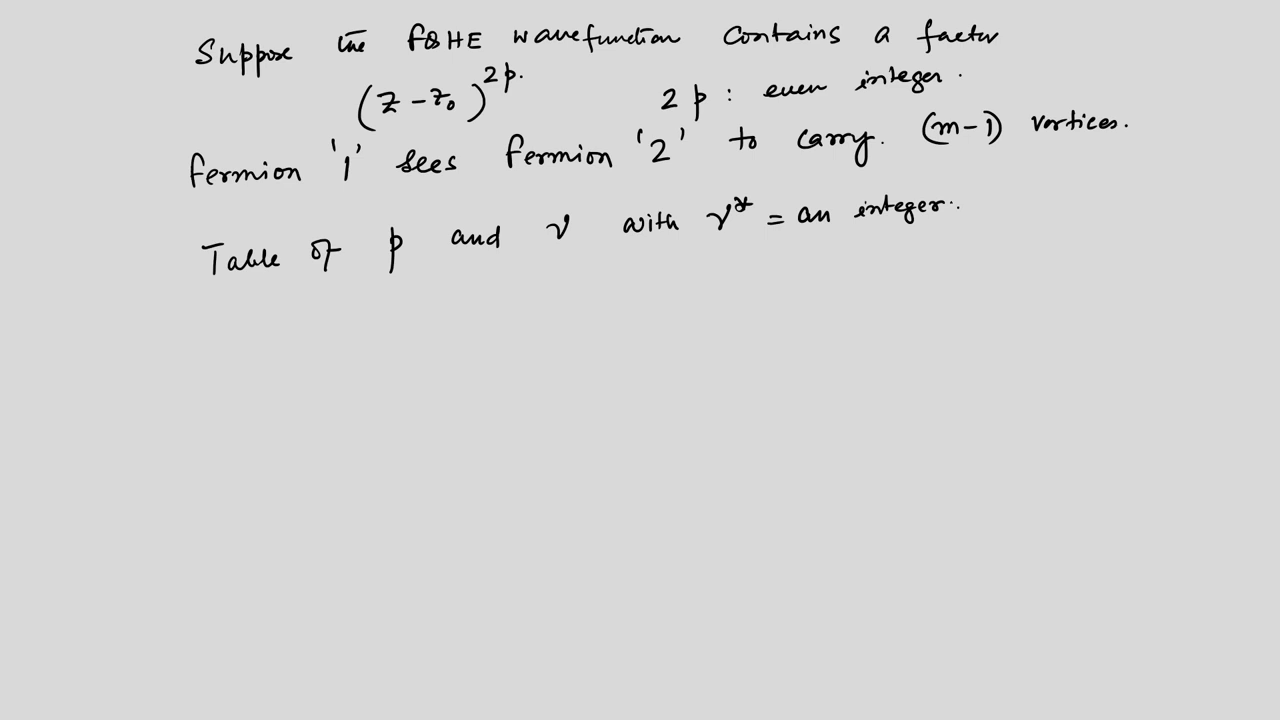 Suppose the FQHE wavefunction contains a factor
(z - z₀)^{2p}. 2p : even integer.
fermion '1' sees fermion '2' to carry. (m-1) vortices.
Table of p and ν with ν* = an integer..